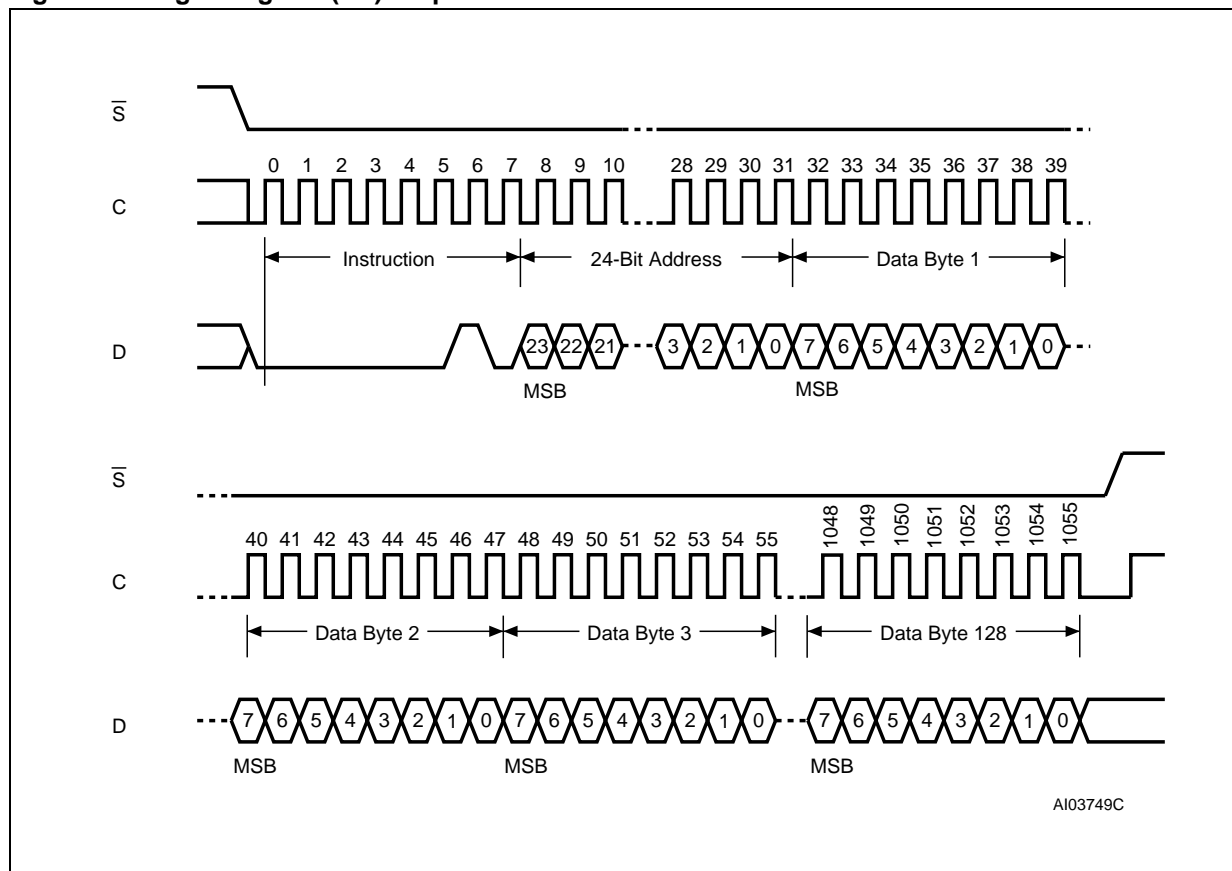 S
0 1 2 3 4 5 6 7 8 9 10 28 29 30 31 32 33 34 35 36 37 38 39
C
Instruction 24-Bit Address Data Byte 1
D 23 22 21 3 2 1 0 7 6 5 4 3 2 1 0
MSB MSB
S
40 41 42 43 44 45 46 47 48 49 50 51 52 53 54 55 1048 1049 1050 1051 1052 1053 1054 1055
C
Data Byte 2 Data Byte 3 Data Byte 128
D 7 6 5 4 3 2 1 0 7 6 5 4 3 2 1 0 7 6 5 4 3 2 1 0
MSB MSB MSB
AI03749C